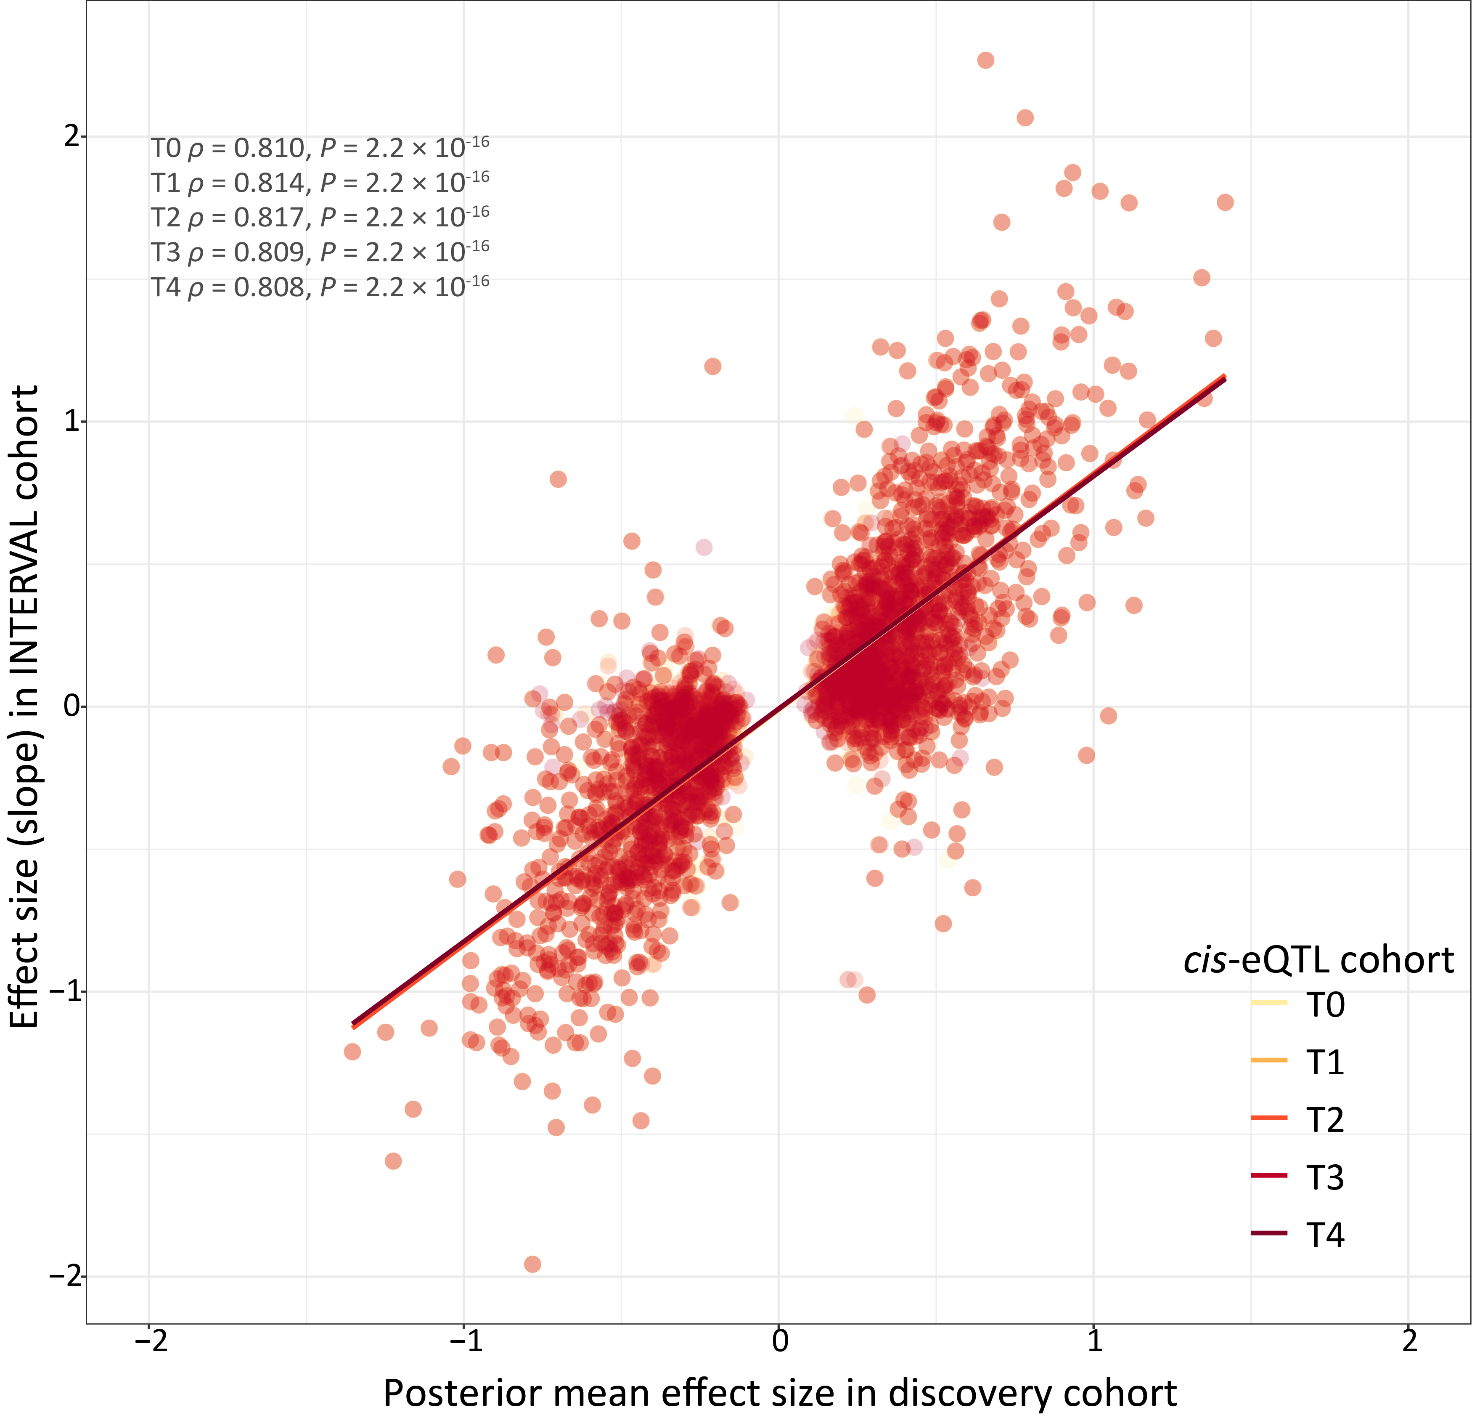 2
T0 ρ = 0.810, P = 2.2 × 10-16
T1 ρ = 0.814, P = 2.2 × 10-16
T2 ρ = 0.817, P = 2.2 × 10-16
T3 ρ = 0.809, P = 2.2 × 10-16
T4 ρ = 0.808, P = 2.2 × 10-16
1
0
−1
−2
Effect size (slope) in INTERVAL cohort
cis-eQTL cohort
T0
T1
T2
T3
T4
−2
−1
0
1
2
Posterior mean effect size in discovery cohort